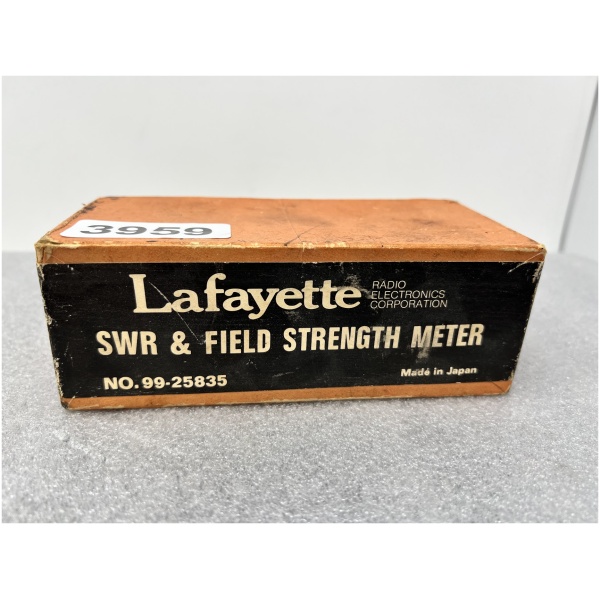 3959
Lafayette
RADIO
ELECTRONICS
CORPORATION
SWR & FIELD STRENGTH METER
NO. 99-25835
Made in Japan